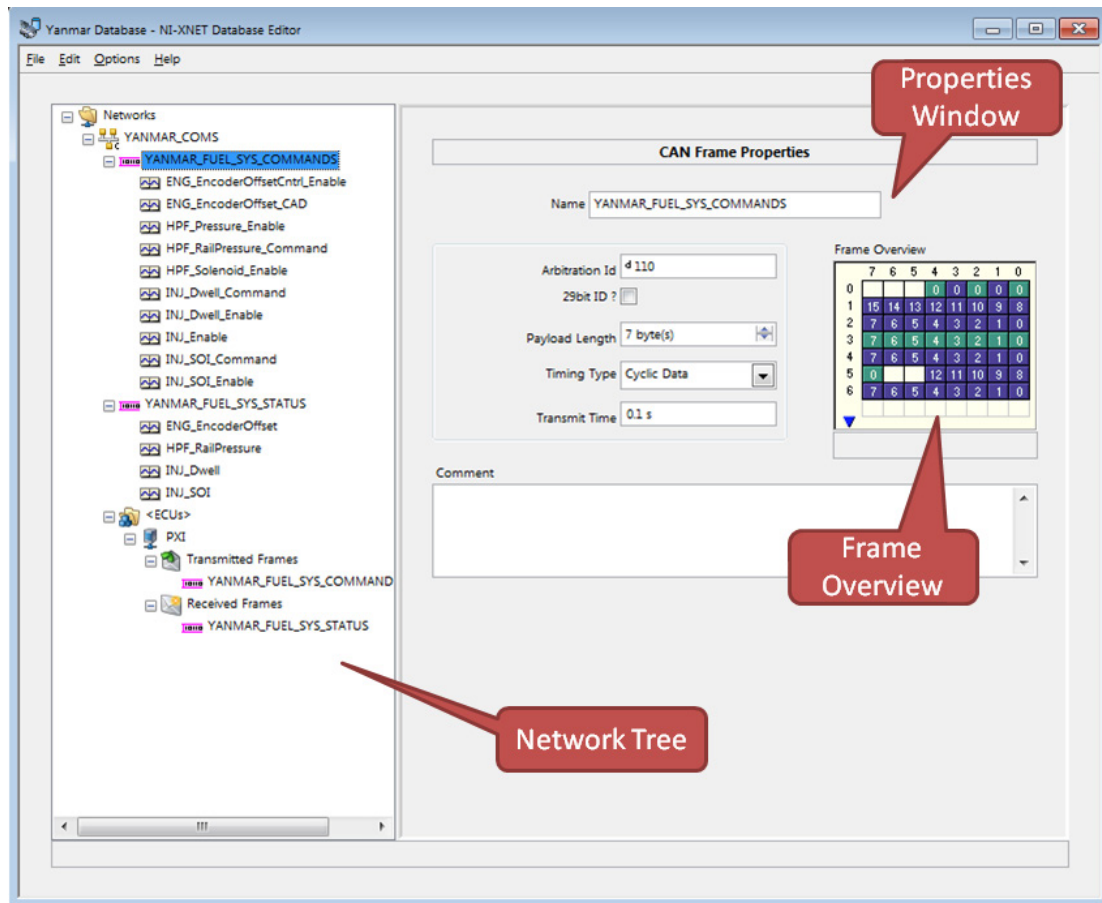 Yanmar Database - NI-XNET Database Editor
File Edit Options Help
Properties
Window
Networks
YANMAR_COMS
YANMAR_FUEL_SYS_COMMANDS
ENG_EncoderOffsetCntrl_Enable
ENG_EncoderOffset_CAD
HPF_Pressure_Enable
HPF_RailPressure_Command
HPF_Solenoid_Enable
INJ_Dwell_Command
INJ_Dwell_Enable
INJ_Enable
INJ_SOI_Command
INJ_SOI_Enable
YANMAR_FUEL_SYS_STATUS
ENG_EncoderOffset
HPF_RailPressure
INJ_Dwell
INJ_SOI
<ECUs>
PXI
Transmitted Frames
YANMAR_FUEL_SYS_COMMAND
Received Frames
YANMAR_FUEL_SYS_STATUS
Network Tree
CAN Frame Properties
Name YANMAR_FUEL_SYS_COMMANDS
Arbitration Id d 110
29bit ID ?
Payload Length 7 byte(s)
Timing Type Cyclic Data
Transmit Time 0.1 s
Frame Overview
7 6 5 4 3 2 1 0
0 0 0 0 0 0
1 15 14 13 12 11 10 9 8
2 7 6 5 4 3 2 1 0
3 7 6 5 4 3 2 1 0
4 7 6 5 4 3 2 1 0
5 0 12 11 10 9 8
6 7 6 5 4 3 2 1 0
Comment
Frame
Overview